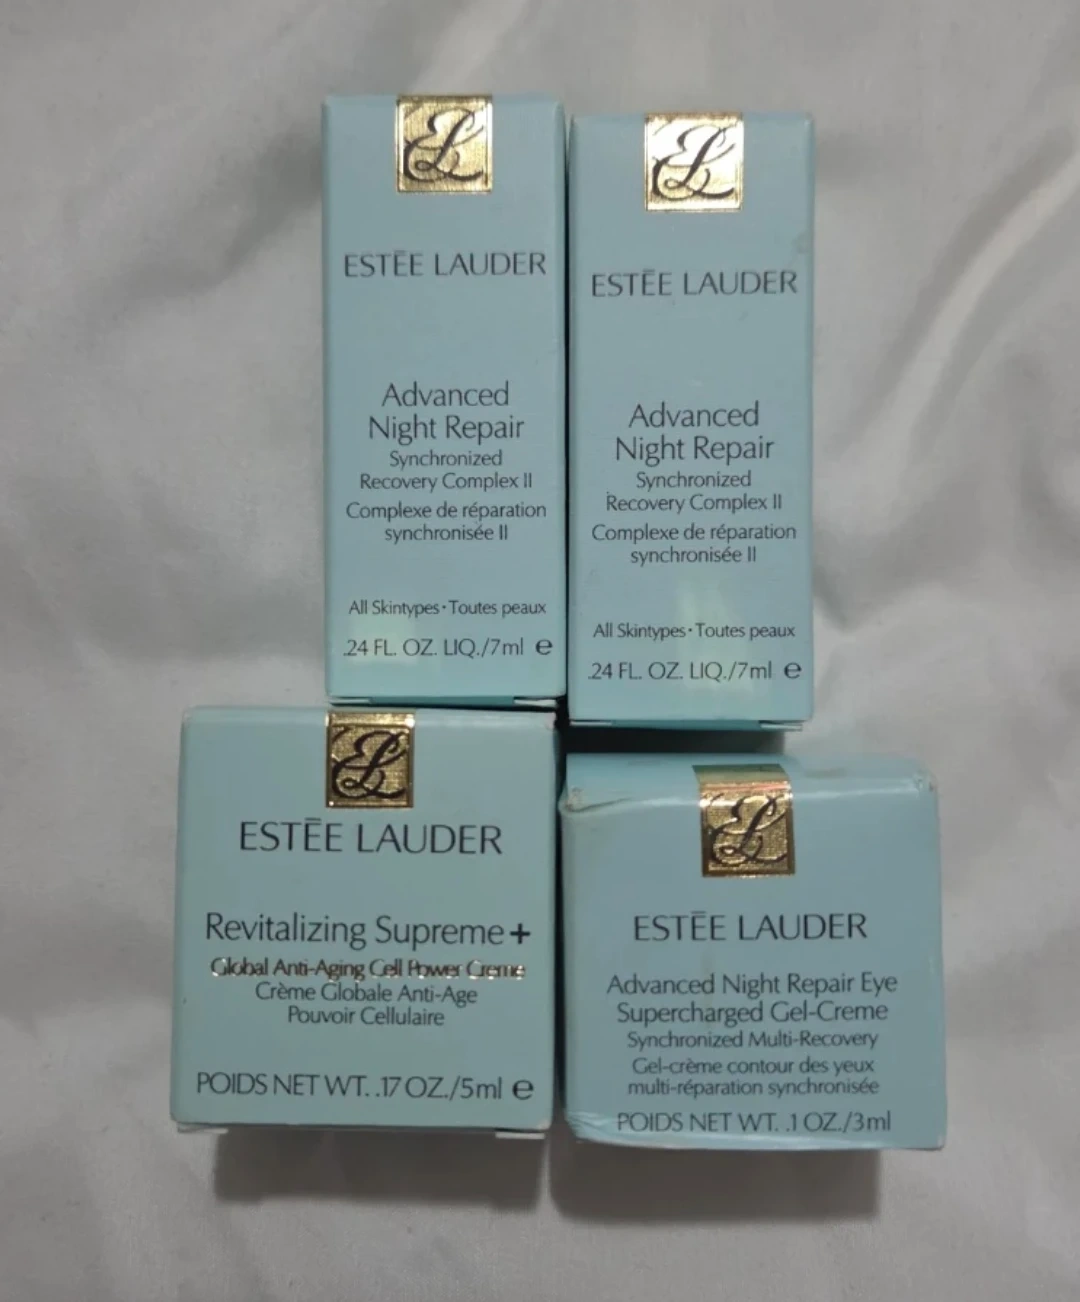 EL
ESTĒE LAUDER
Advanced
Night Repair
Synchronized
Recovery Complex II
Complexe de réparation
synchronisée II
All Skintypes • Toutes peaux
.24 FL. OZ. LIQ./7ml e
EL
ESTĒE LAUDER
Advanced
Night Repair
Synchronized
Recovery Complex II
Complexe de réparation
synchronisée II
All Skintypes • Toutes peaux
.24 FL. OZ. LIQ./7ml e
EL
ESTĒE LAUDER
Revitalizing Supreme+
Global Anti-Aging Cell Power Creme
Crème Globale Anti-Age
Pouvoir Cellulaire
POIDS NET WT. .17 OZ./5ml e
EL
ESTĒE LAUDER
Advanced Night Repair Eye
Supercharged Gel-Creme
Synchronized Multi-Recovery
Gel-crème contour des yeux
multi-réparation synchronisée
POIDS NET WT. .1 OZ./3ml